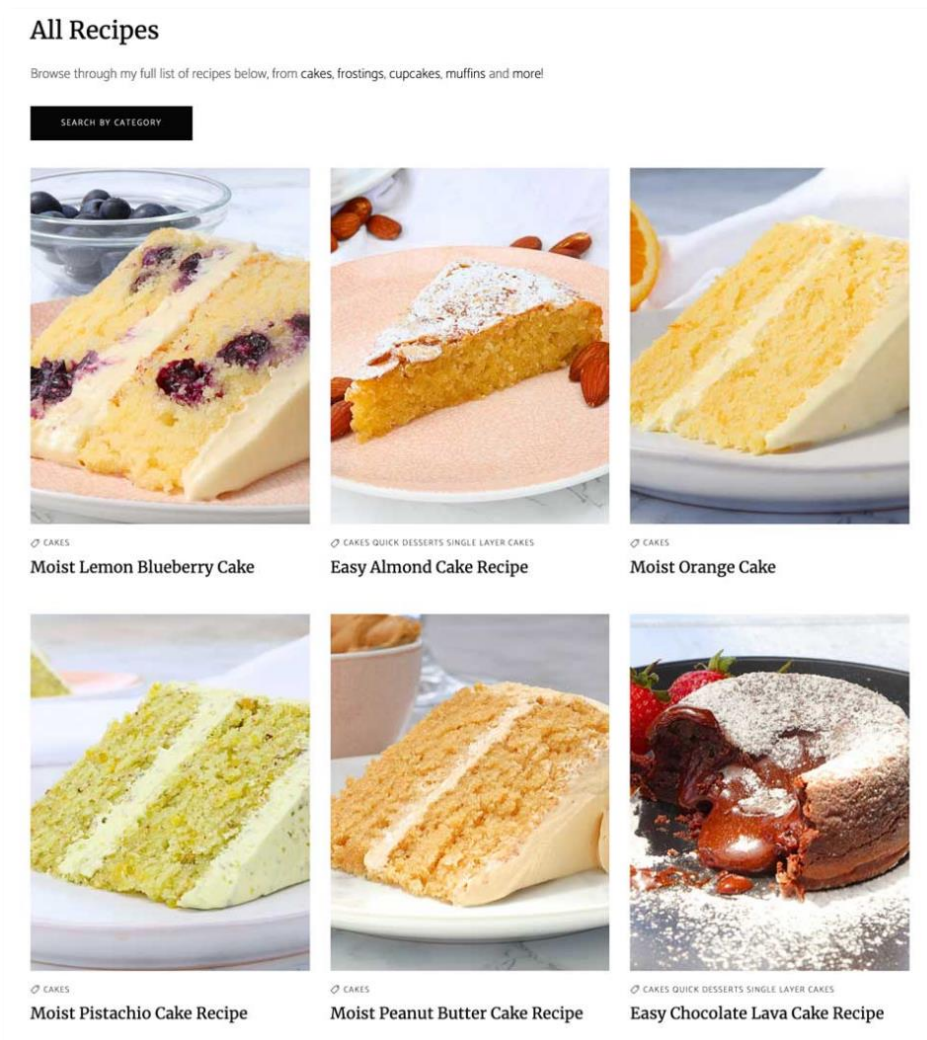 All Recipes
Browse through my full list of recipes below, from cakes, frostings, cupcakes, muffins and more!
SEARCH BY CATEGORY
CAKES
Moist Lemon Blueberry Cake
CAKES QUICK DESSERTS SINGLE LAYER CAKES
Easy Almond Cake Recipe
CAKES
Moist Orange Cake
CAKES
Moist Pistachio Cake Recipe
CAKES
Moist Peanut Butter Cake Recipe
CAKES QUICK DESSERTS SINGLE LAYER CAKES
Easy Chocolate Lava Cake Recipe